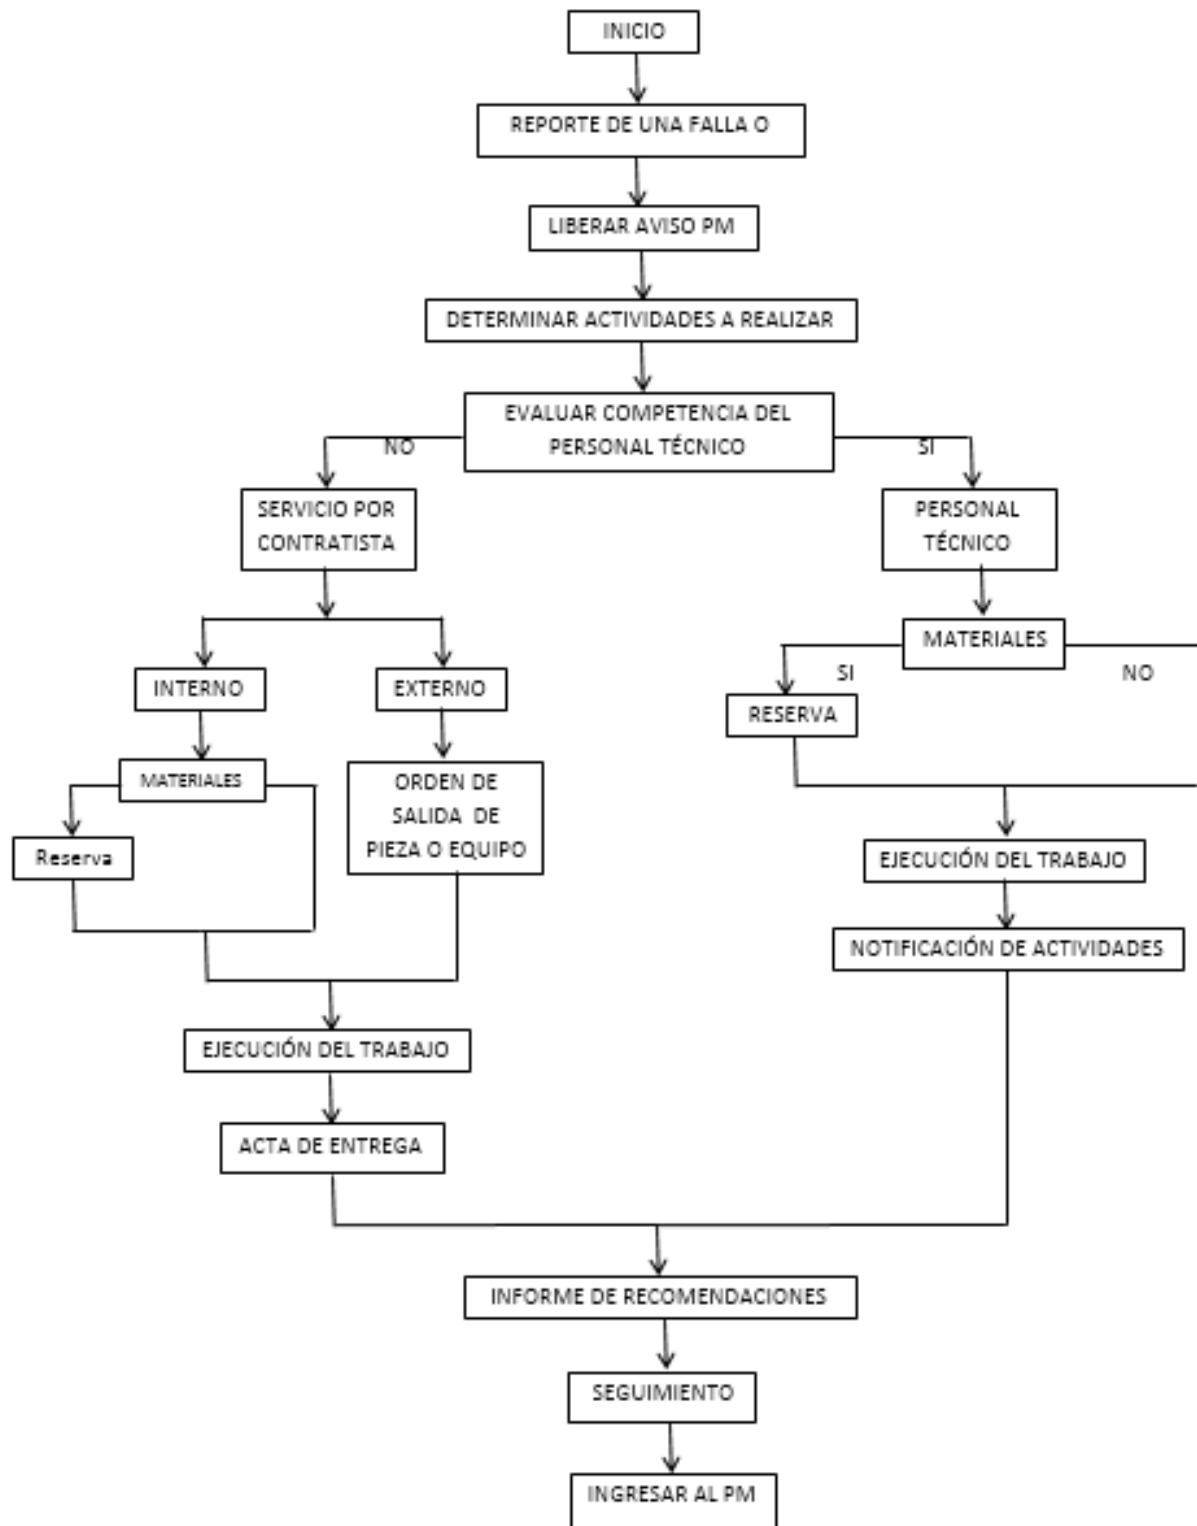 INICIO
REPORTE DE UNA FALLA O
LIBERAR AVISO PM
DETERMINAR ACTIVIDADES A REALIZAR
EVALUAR COMPETENCIA DEL
PERSONAL TÉCNICO
NO
SI
SERVICIO POR
CONTRATISTA
PERSONAL
TÉCNICO
MATERIALES
SI
NO
INTERNO
EXTERNO
RESERVA
MATERIALES
ORDEN DE
SALIDA DE
PIEZA O EQUIPO
Reserva
EJECUCIÓN DEL TRABAJO
NOTIFICACIÓN DE ACTIVIDADES
EJECUCIÓN DEL TRABAJO
ACTA DE ENTREGA
INFORME DE RECOMENDACIONES
SEGUIMIENTO
INGRESAR AL PM